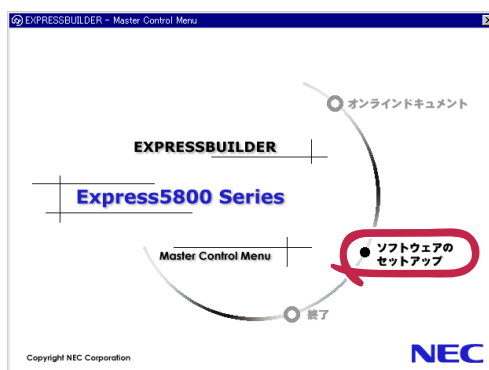 EXPRESSBUILDER - Master Control Menu
オンラインドキュメント
EXPRESSBUILDER
Express5800 Series
ソフトウェアの
セットアップ
Master Control Menu
終了
Copyright NEC Corporation
NEC